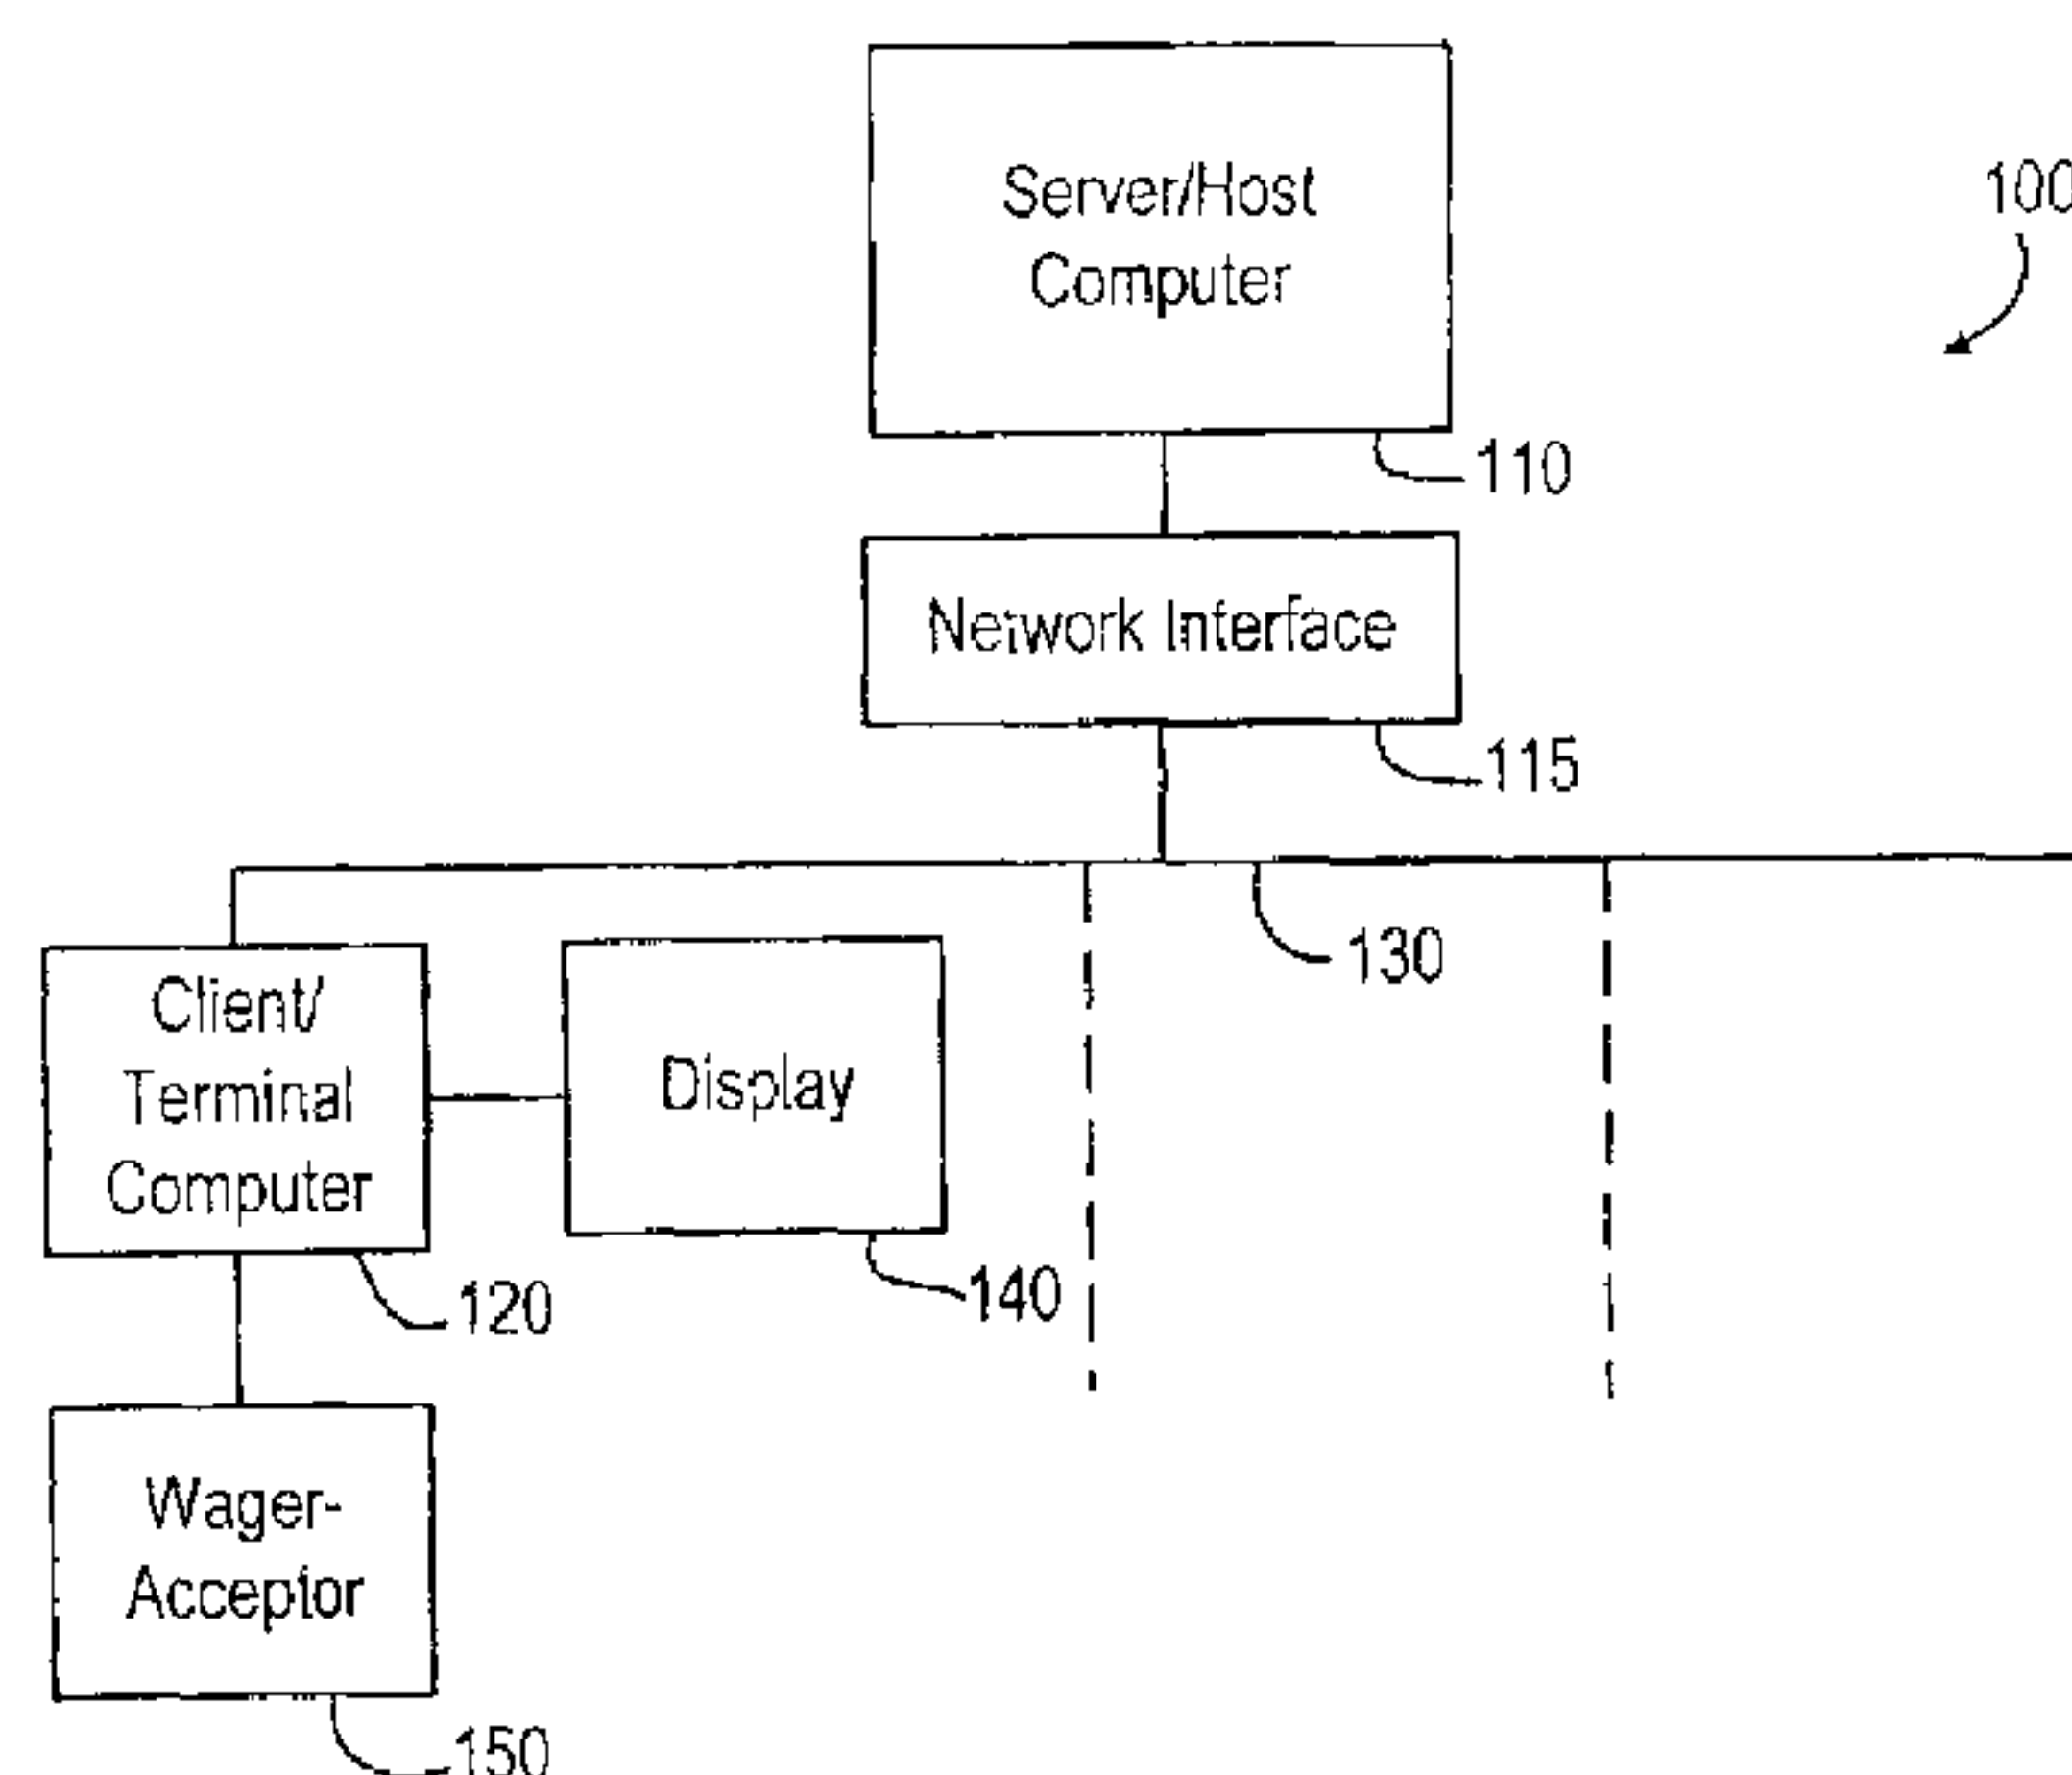 Server/Host
Computer
100
110
Network Interface
115
130
Client/
Terminal
Computer
Display
120
140
Wager-
Acceptor
150